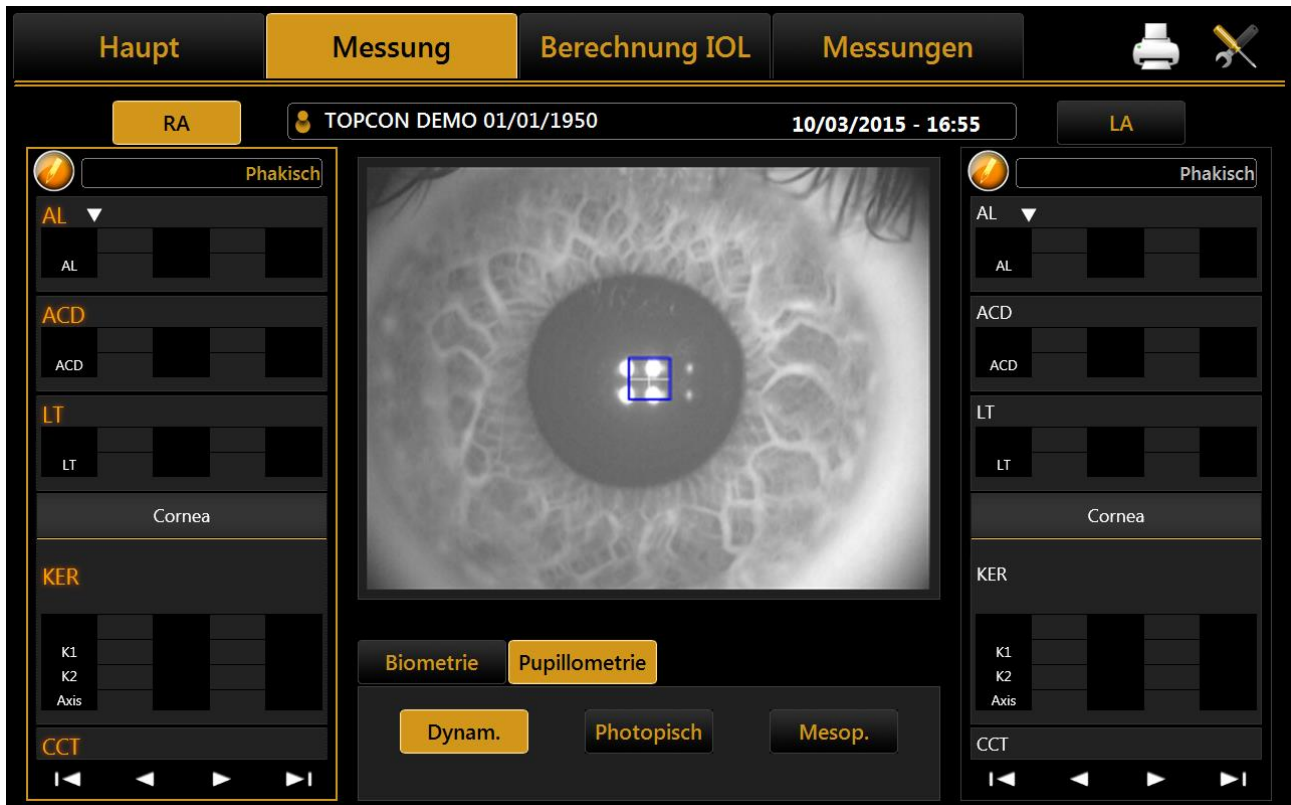 Haupt
Messung
Berechnung IOL
Messungen
RA
TOPCON DEMO 01/01/1950
10/03/2015 - 16:55
LA
Phakisch
AL
AL
ACD
ACD
LT
LT
Cornea
KER
K1
K2
Axis
CCT
Biometrie
Pupillometrie
Dynam.
Photopisch
Mesop.
Phakisch
AL
AL
ACD
ACD
LT
LT
Cornea
KER
K1
K2
Axis
CCT